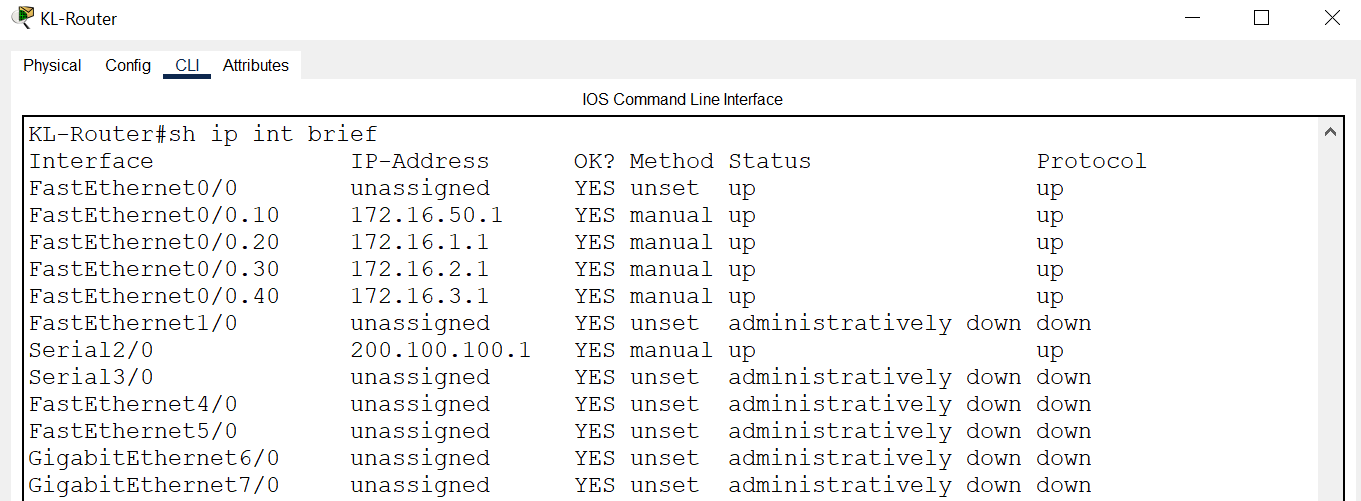 KL-Router
Physical Config CLI Attributes
IOS Command Line Interface
KL-Router#sh ip int brief
Interface IP-Address OK? Method Status Protocol
FastEthernet0/0 unassigned YES unset up up
FastEthernet0/0.10 172.16.50.1 YES manual up up
FastEthernet0/0.20 172.16.1.1 YES manual up up
FastEthernet0/0.30 172.16.2.1 YES manual up up
FastEthernet0/0.40 172.16.3.1 YES manual up up
FastEthernet1/0 unassigned YES unset administratively down down
Serial2/0 200.100.100.1 YES manual up up
Serial3/0 unassigned YES unset administratively down down
FastEthernet4/0 unassigned YES unset administratively down down
FastEthernet5/0 unassigned YES unset administratively down down
GigabitEthernet6/0 unassigned YES unset administratively down down
GigabitEthernet7/0 unassigned YES unset administratively down down